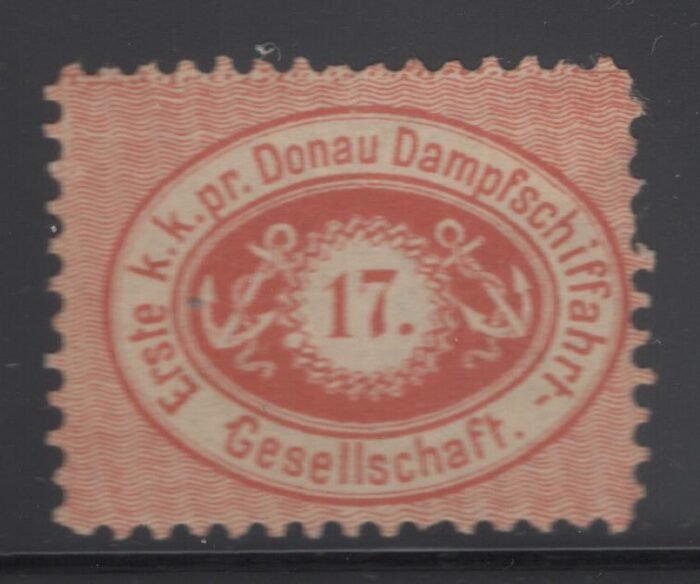 Erste k.k.pr. Donau Dampfschiffahrt-
Gesellschaft.
17.